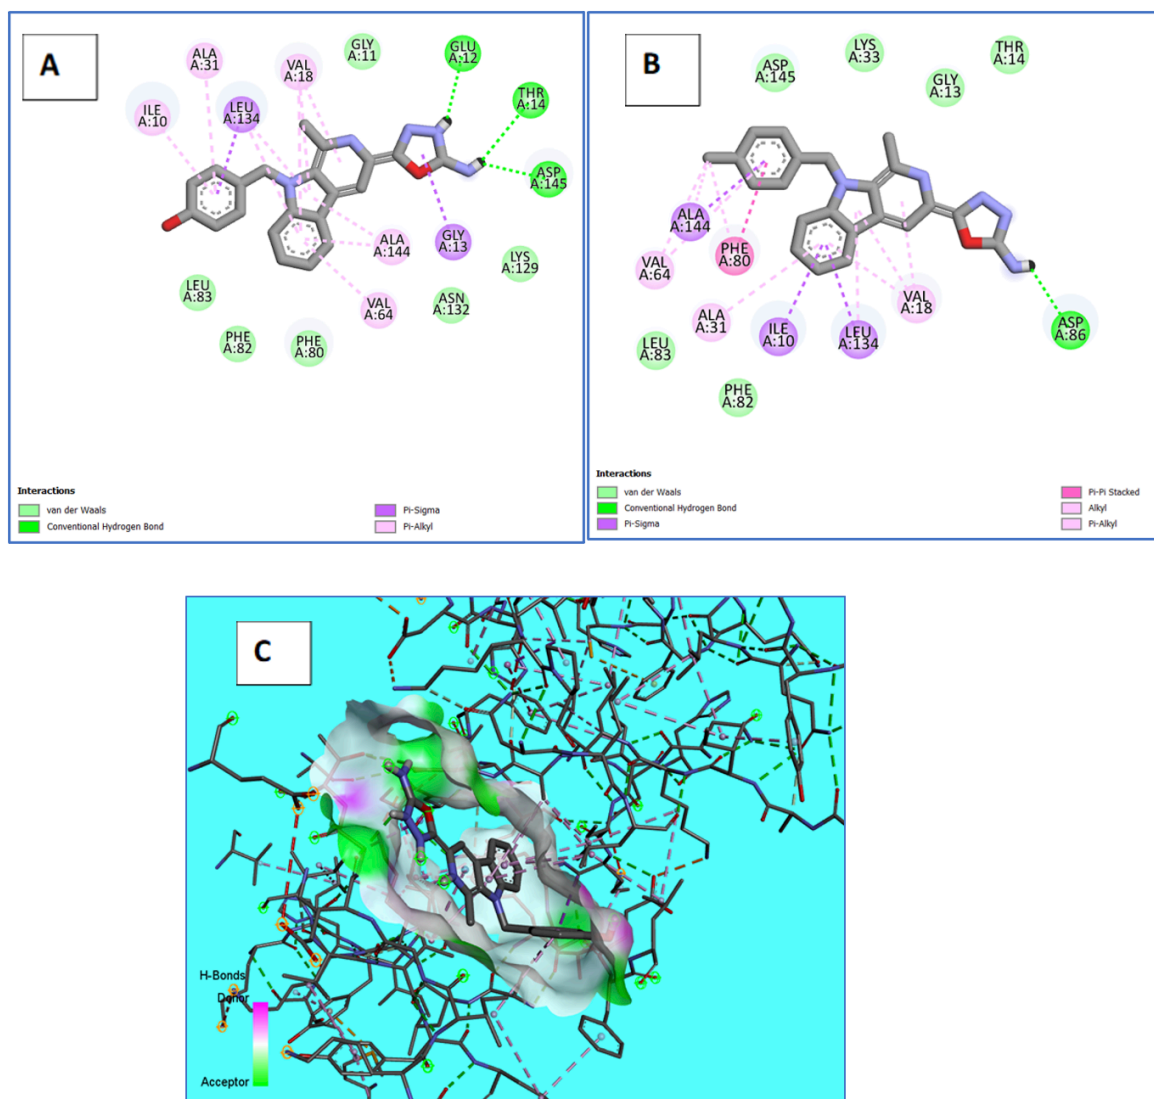 A
ALA
A:31
VAL
A:18
GLY
A:11
GLU
A:12
ILE
A:10
LEU
A:134
THR
A:14
ASP
A:145
GLY
A:13
ALA
A:144
LYS
A:129
LEU
A:83
VAL
A:64
ASN
A:132
PHE
A:82
PHE
A:80
Interactions
van der Waals
Conventional Hydrogen Bond
Pi-Sigma
Pi-Alkyl
B
ASP
A:145
LYS
A:33
GLY
A:13
THR
A:14
ALA
A:144
VAL
A:64
PHE
A:80
ALA
A:31
ILE
A:10
LEU
A:134
VAL
A:18
ASP
A:86
LEU
A:83
PHE
A:82
Interactions
van der Waals
Conventional Hydrogen Bond
Pi-Sigma
Pi-Pi Stacked
Alkyl
Pi-Alkyl
C
H-Bonds
Donor
Acceptor